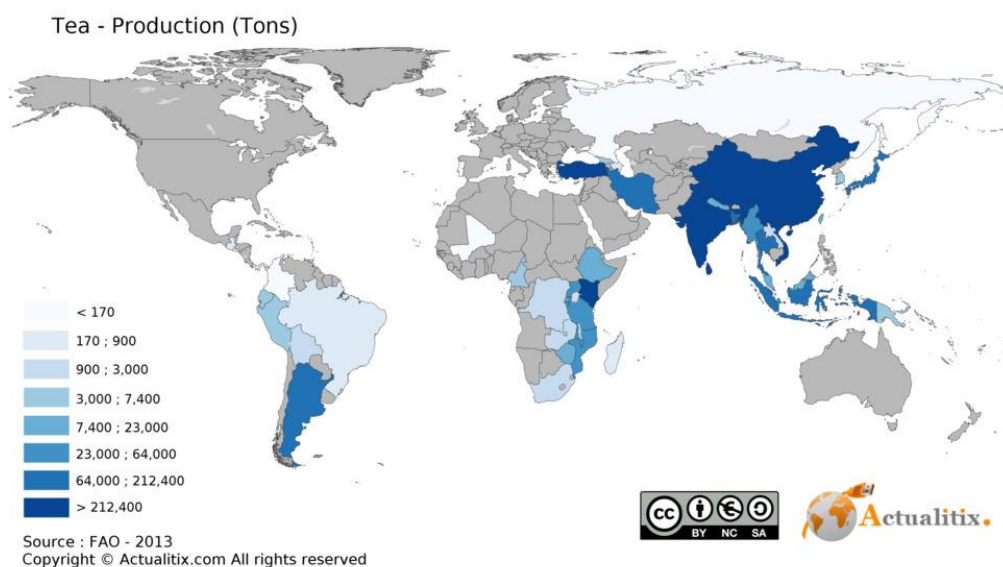 Tea - Production (Tons)
< 170
170 ; 900
900 ; 3,000
3,000 ; 7,400
7,400 ; 23,000
23,000 ; 64,000
64,000 ; 212,400
> 212,400
Source : FAO - 2013
Copyright © Actualitix.com All rights reserved
cc
BY NC SA
Actualitix.